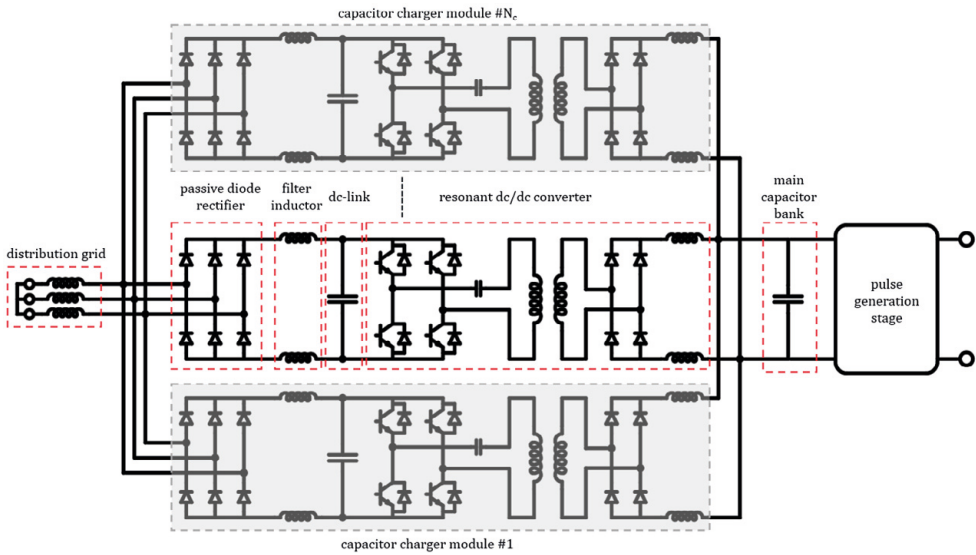 capacitor charger module #Nc
passive diode
rectifier
filter
inductor
dc-link
resonant dc/dc converter
main
capacitor
bank
distribution grid
pulse
generation
stage
capacitor charger module #1